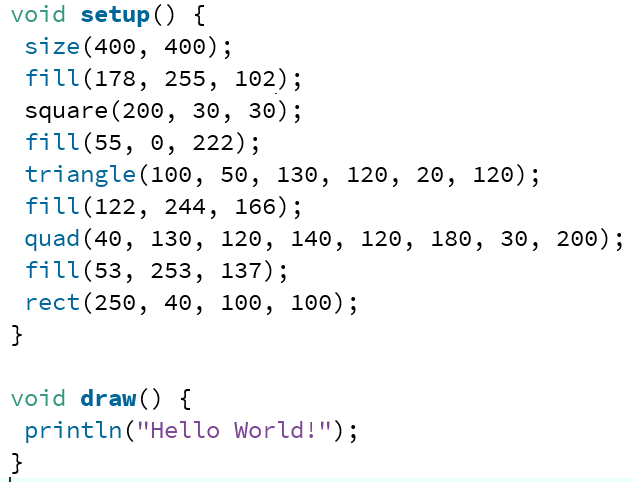 void setup() {
 size(400, 400);
 fill(178, 255, 102);
 square(200, 30, 30);
 fill(55, 0, 222);
 triangle(100, 50, 130, 120, 20, 120);
 fill(122, 244, 166);
 quad(40, 130, 120, 140, 120, 180, 30, 200);
 fill(53, 253, 137);
 rect(250, 40, 100, 100);
}

void draw() {
 println("Hello World!");
}